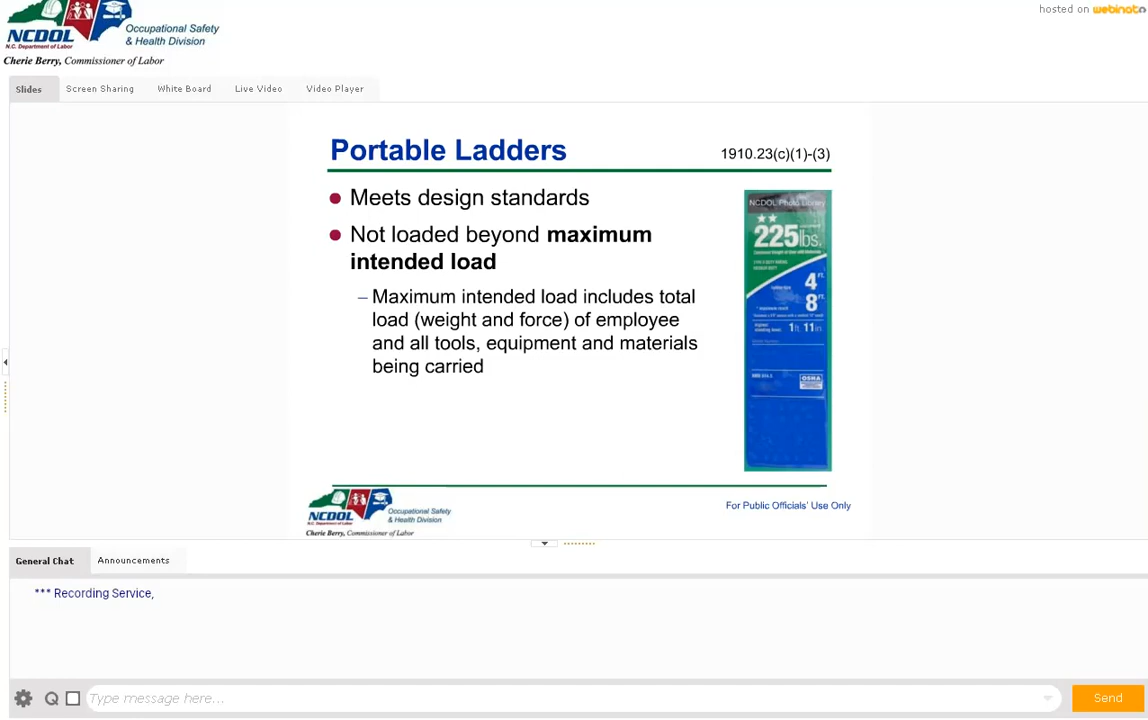 NCDOL
N.C. Department of Labor
Occupational Safety
& Health Division
Cherie Berry, Commissioner of Labor
hosted on webinato
Slides
Screen Sharing
White Board
Live Video
Video Player
Portable Ladders
1910.23(c)(1)-(3)
Meets design standards
Not loaded beyond maximum
intended load
– Maximum intended load includes total
load (weight and force) of employee
and all tools, equipment and materials
being carried
NCDOL Photo Library
225 lbs.
4 FT.
8 FT.
1 ft. 11 in.
OSHA
NCDOL
N.C. Department of Labor
Occupational Safety
& Health Division
Cherie Berry, Commissioner of Labor
For Public Officials' Use Only
General Chat
Announcements
*** Recording Service,
Type message here...
Send